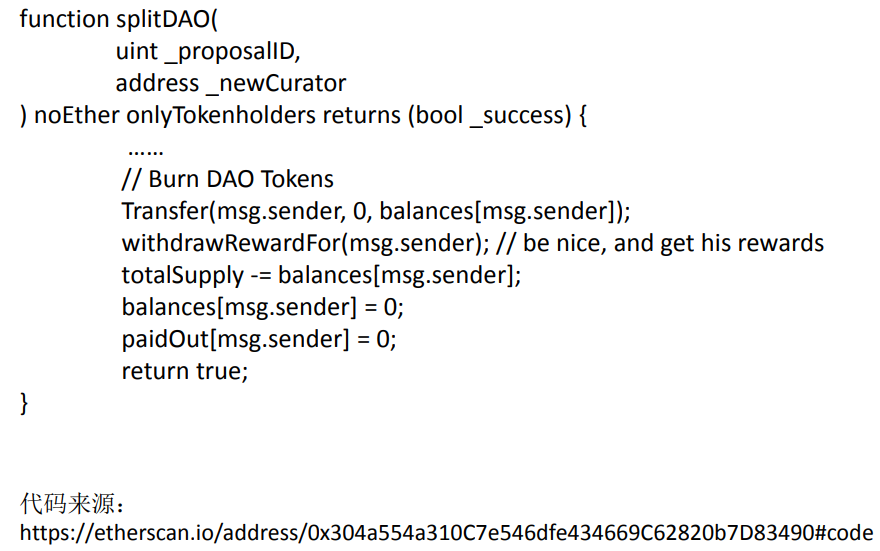 function splitDAO(
uint _proposalID,
address _newCurator
) noEther onlyTokenholders returns (bool _success) {
……
// Burn DAO Tokens
Transfer(msg.sender, 0, balances[msg.sender]);
withdrawRewardFor(msg.sender); // be nice, and get his rewards
totalSupply -= balances[msg.sender];
balances[msg.sender] = 0;
paidOut[msg.sender] = 0;
return true;
}
代码来源：
https://etherscan.io/address/0x304a554a310C7e546dfe434669C62820b7D83490#code